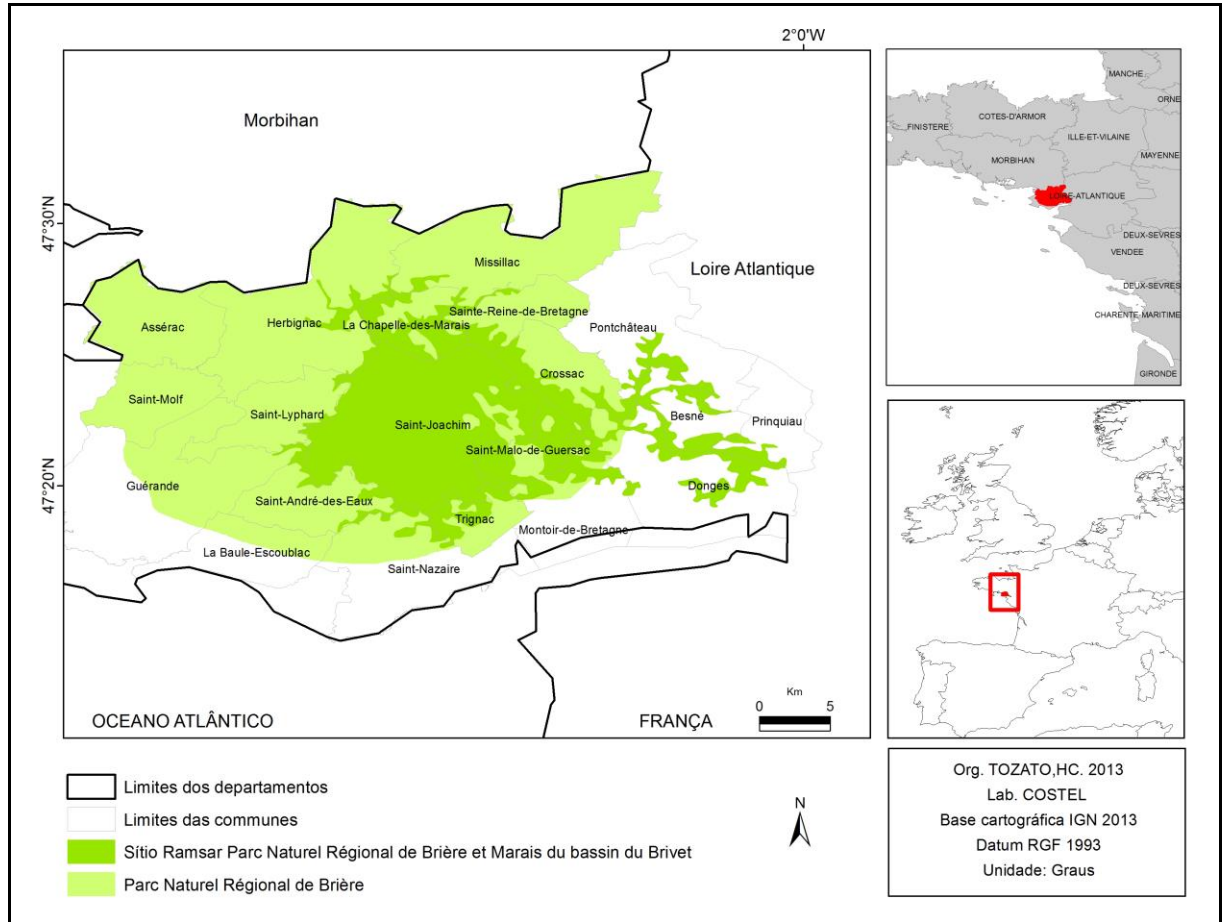 2°0'W
47°30'N
47°20'N
Morbihan
Loire Atlantique
Missillac
Assérac
Herbignac
La Chapelle-des-Marais
Sainte-Reine-de-Bretagne
Pontchâteau
Crossac
Saint-Molf
Saint-Lyphard
Saint-Joachim
Besné
Prinquiau
Saint-Malo-de-Guersac
Guérande
Saint-André-des-Eaux
Donges
Trignac
Montoir-de-Bretagne
La Baule-Escoublac
Saint-Nazaire
OCEANO ATLÂNTICO
FRANÇA
Km
0 5
MANCHE
ORNE
COTES-D'ARMOR
FINISTERE
ILLE-ET-VILAINE
MORBIHAN
MAYENNE
LOIRE-ATLANTIQUE
DEUX-SEVRES
VENDEE
DEUX-SEVRES
CHARENTE-MARITIME
GIRONDE
Limites dos departamentos
Limites das communes
Sítio Ramsar Parc Naturel Régional de Brière et Marais du bassin du Brivet
Parc Naturel Régional de Brière
N
Org. TOZATO,HC. 2013
Lab. COSTEL
Base cartográfica IGN 2013
Datum RGF 1993
Unidade: Graus